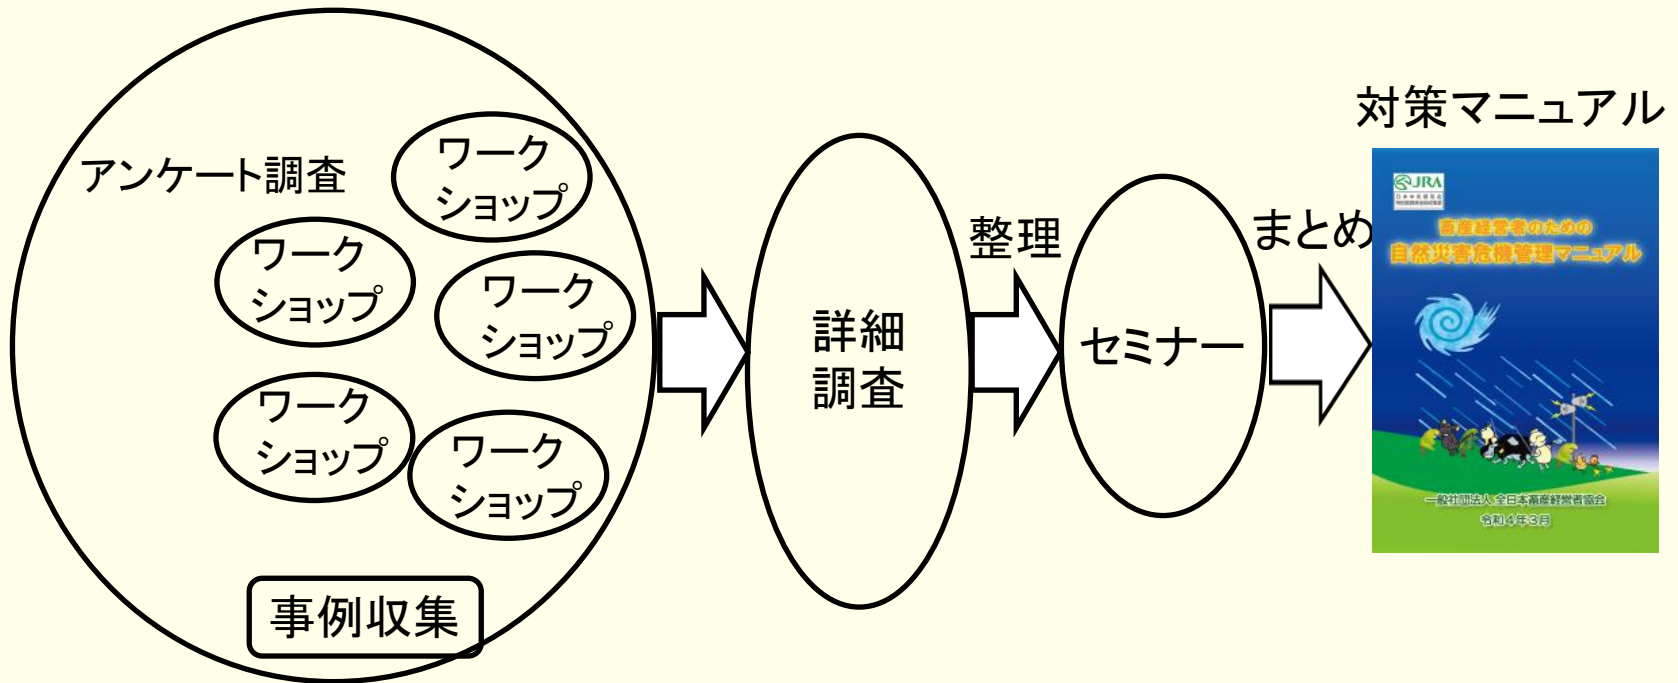 アンケート調査
ワーク
ショップ
ワーク
ショップ
ワーク
ショップ
ワーク
ショップ
ワーク
ショップ
事例収集
詳細
調査
整理
セミナー
まとめ
対策マニュアル
JRA
畜産経営者のための
自然災害危機管理マニュアル
一般社団法人 全日本畜産経営者協会
令和4年3月